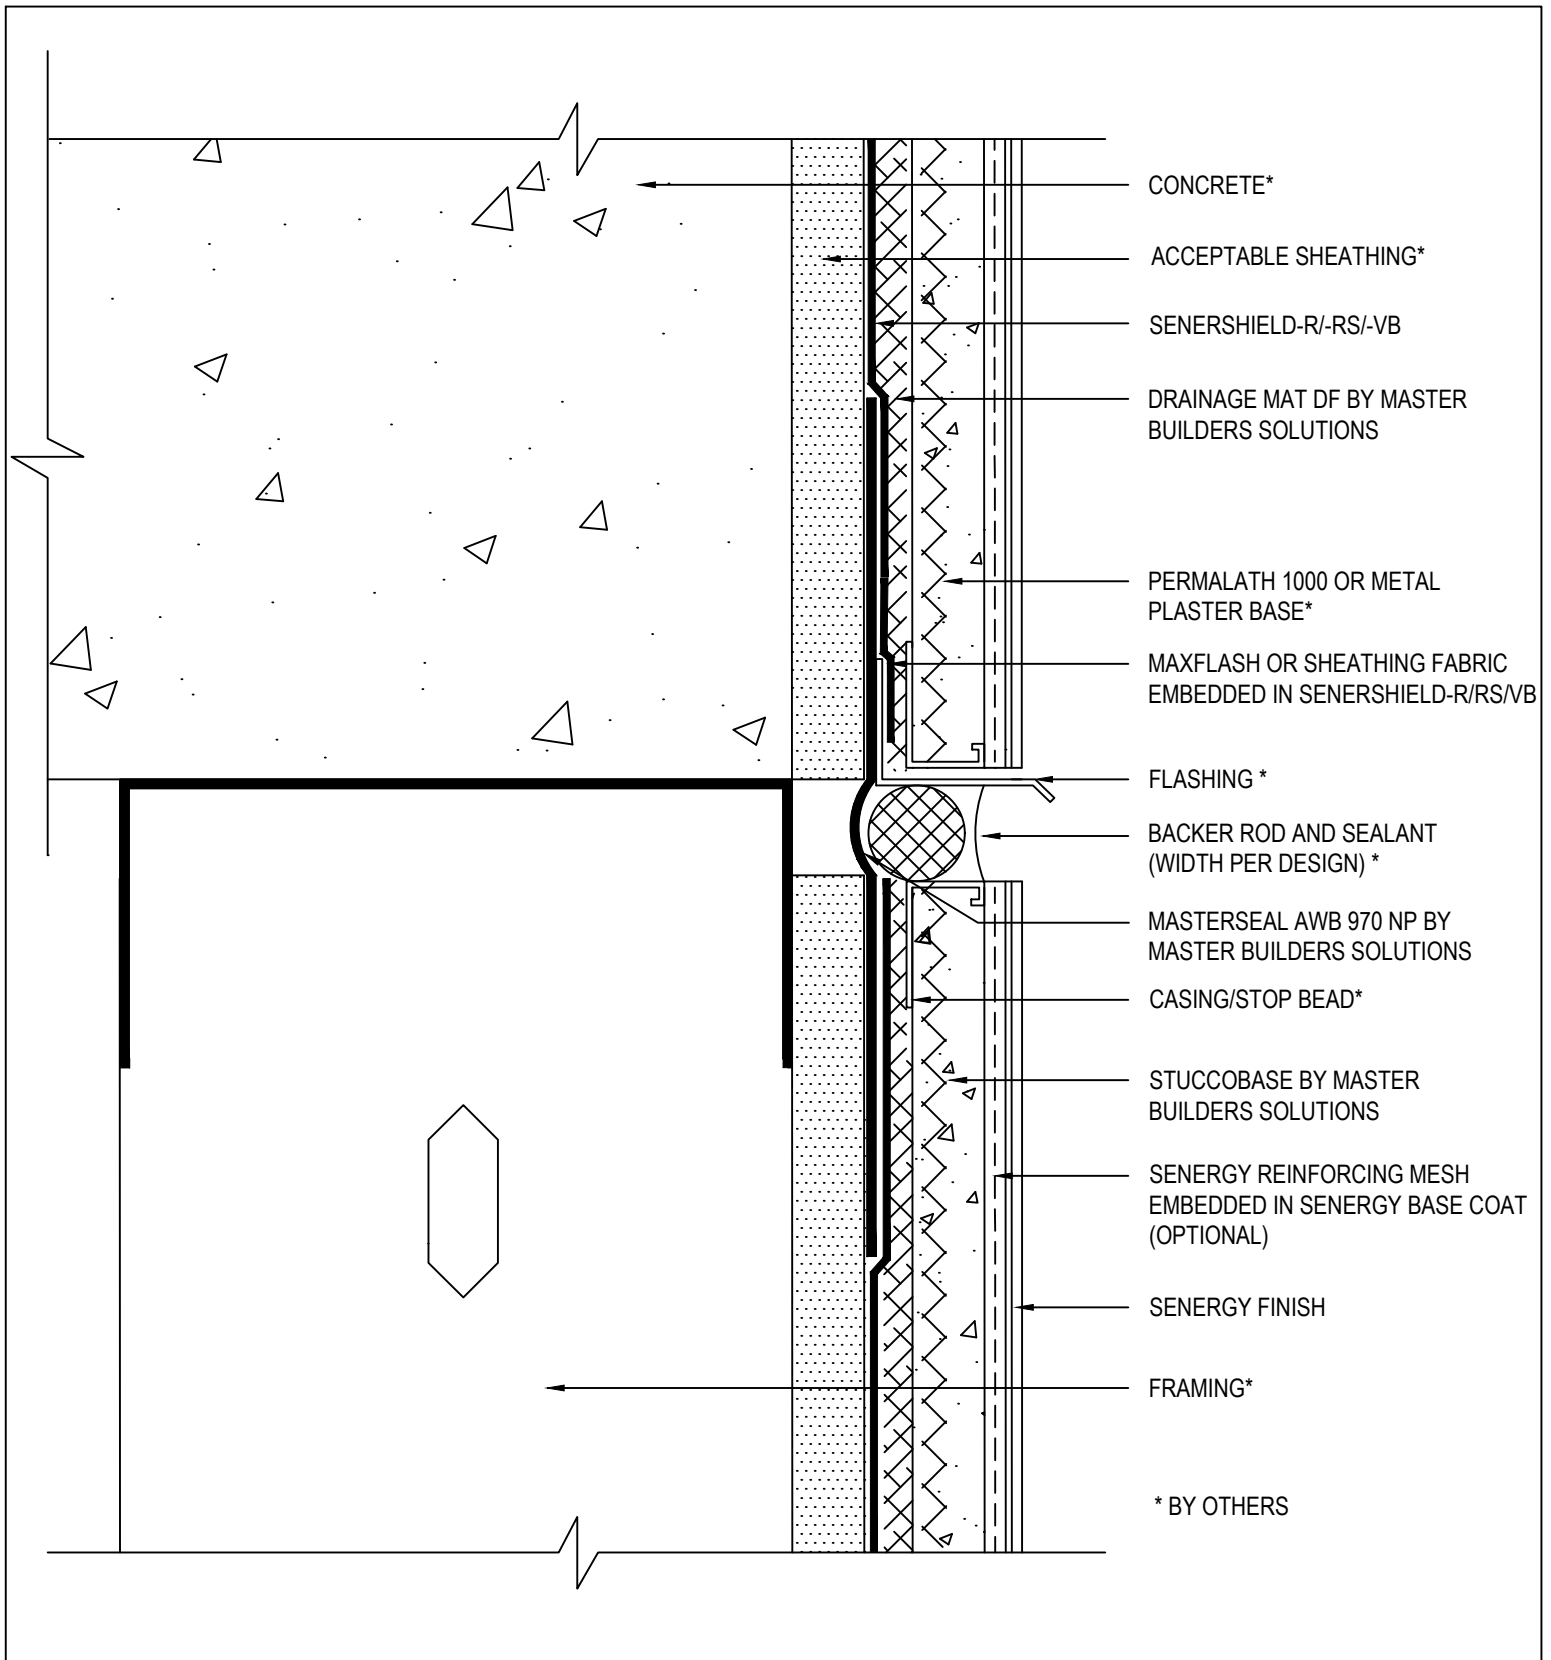 CONCRETE*
ACCEPTABLE SHEATHING*
SENERSHIELD-R/-RS/-VB
DRAINAGE MAT DF BY MASTER
BUILDERS SOLUTIONS
PERMALATH 1000 OR METAL
PLASTER BASE*
MAXFLASH OR SHEATHING FABRIC
EMBEDDED IN SENERSHIELD-R/RS/VB
FLASHING *
BACKER ROD AND SEALANT
(WIDTH PER DESIGN) *
MASTERSEAL AWB 970 NP BY
MASTER BUILDERS SOLUTIONS
CASING/STOP BEAD*
STUCCOBASE BY MASTER
BUILDERS SOLUTIONS
SENERGY REINFORCING MESH
EMBEDDED IN SENERGY BASE COAT
(OPTIONAL)
SENERGY FINISH
FRAMING*
* BY OTHERS